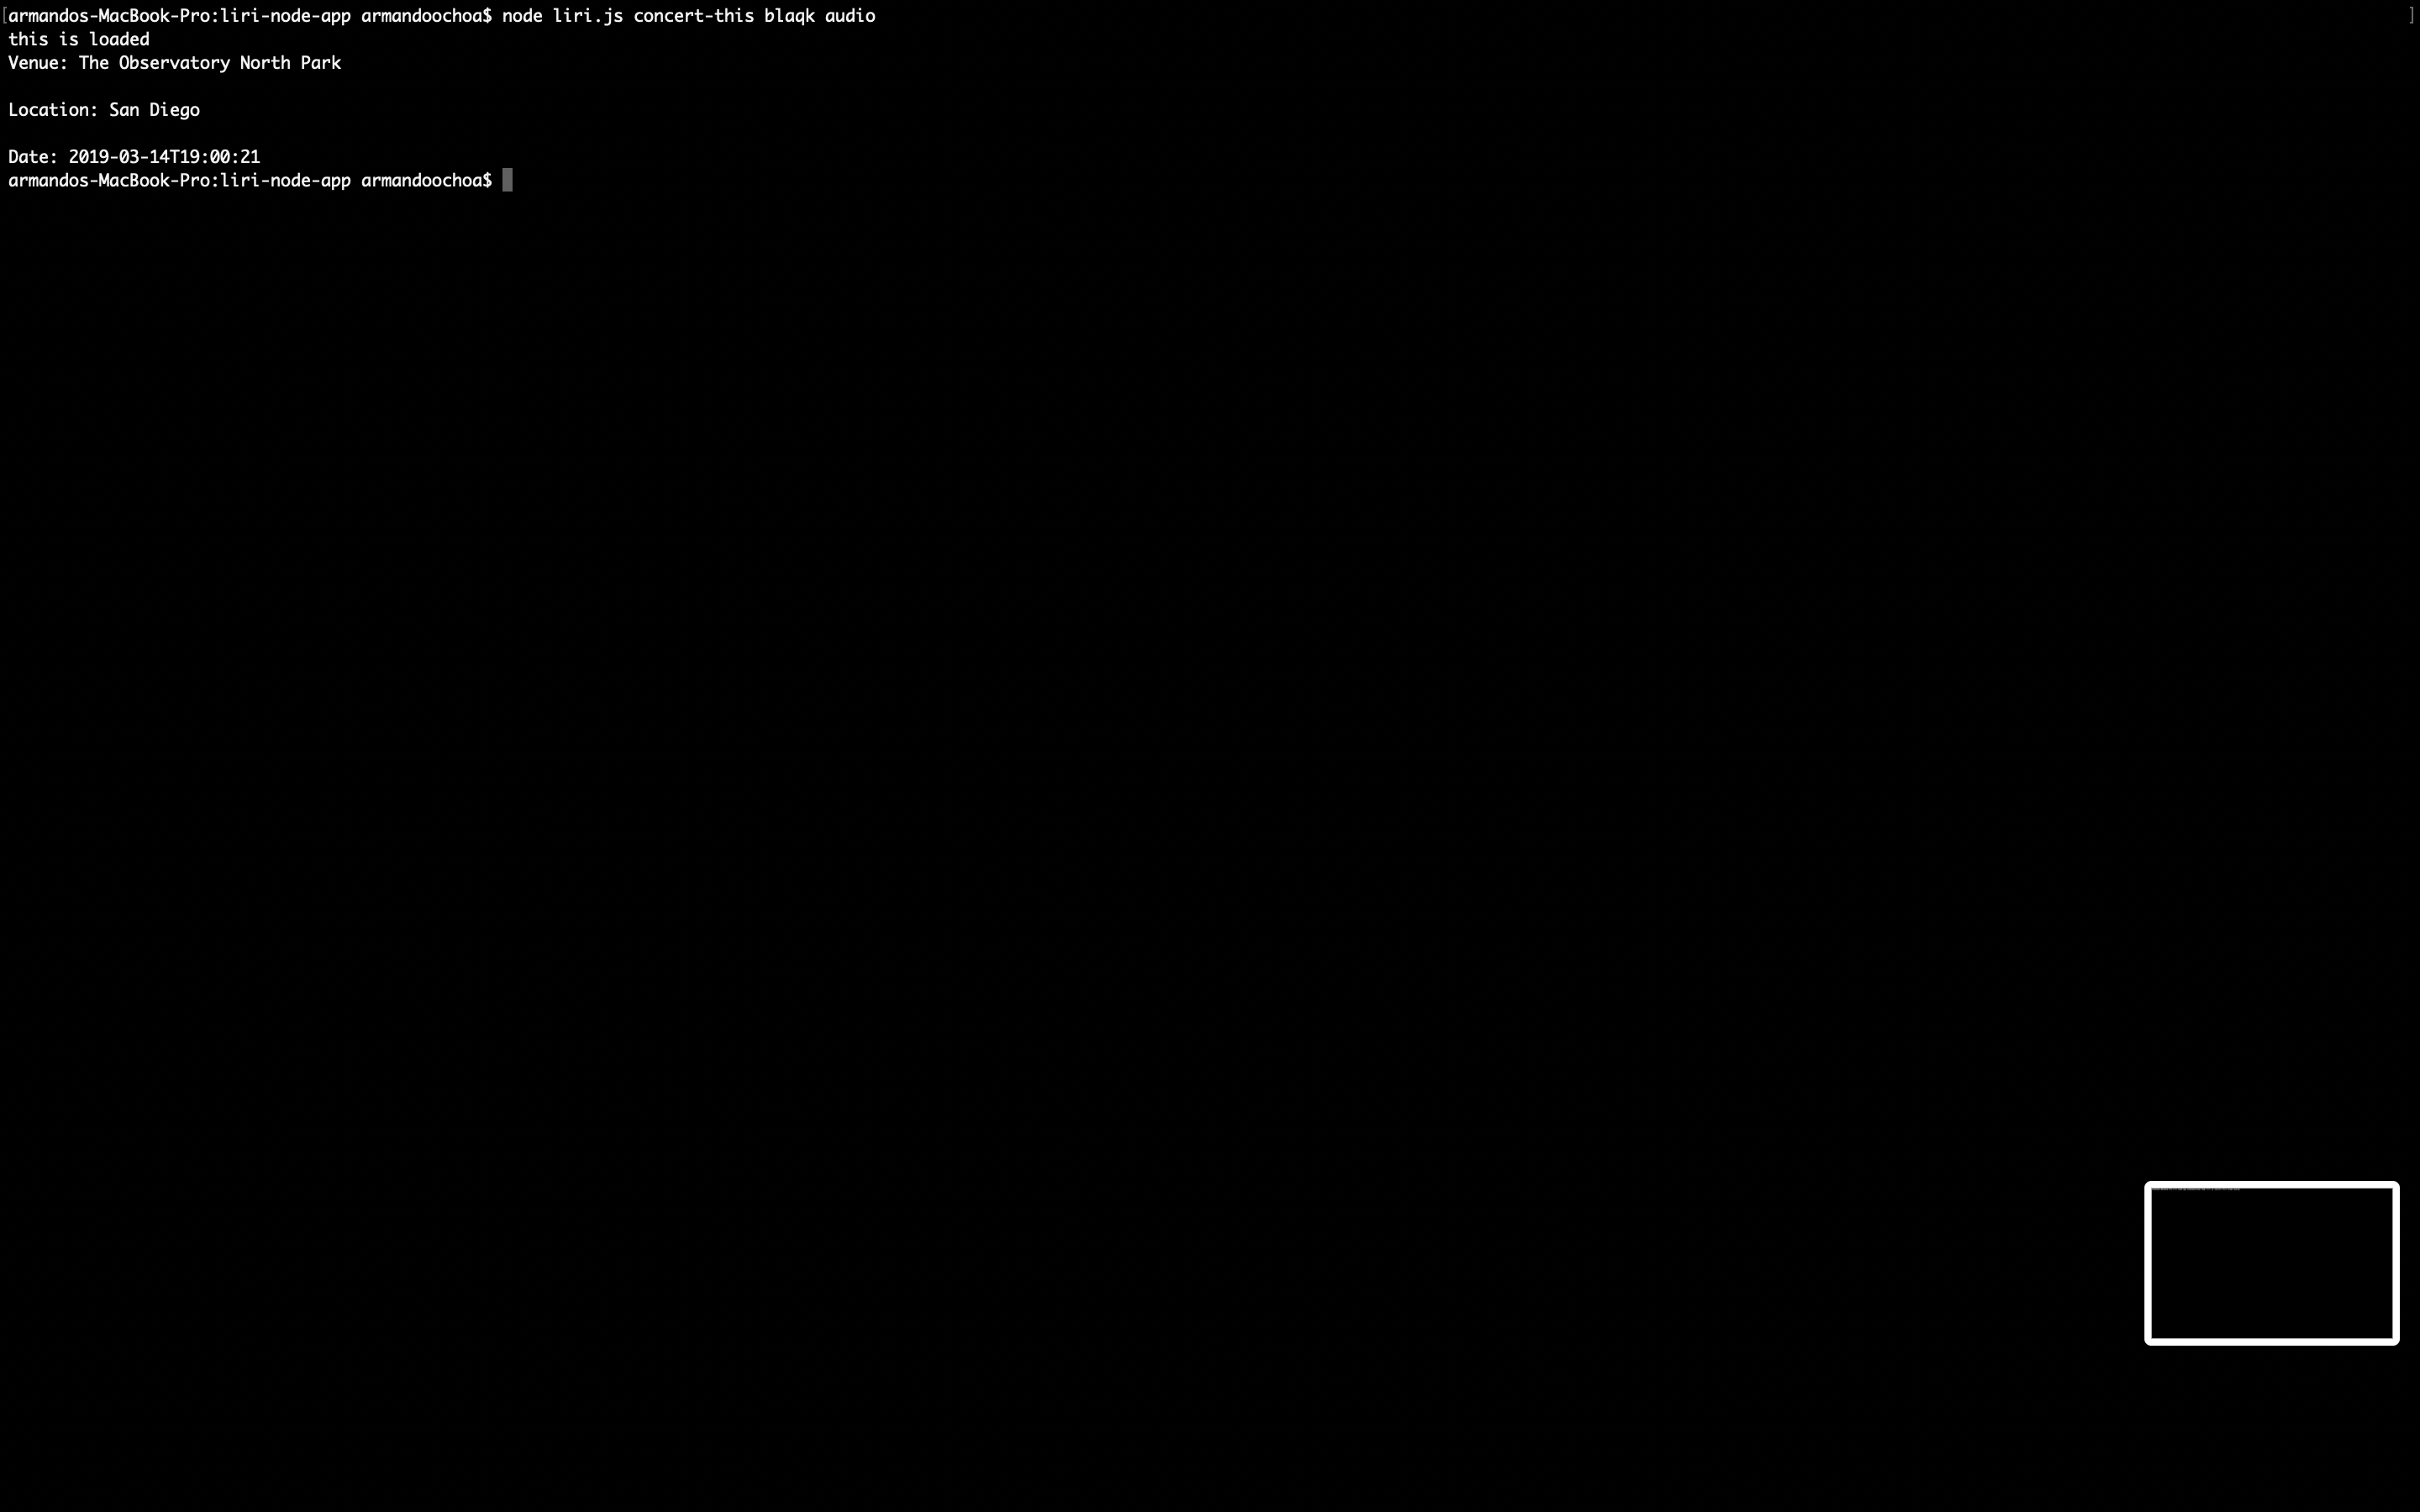 [armandos-MacBook-Pro:liri-node-app armandoochoa$ node liri.js concert-this blaqk audio ]
this is loaded
Venue: The Observatory North Park
Location: San Diego
Date: 2019-03-14T19:00:21
armandos-MacBook-Pro:liri-node-app armandoochoa$